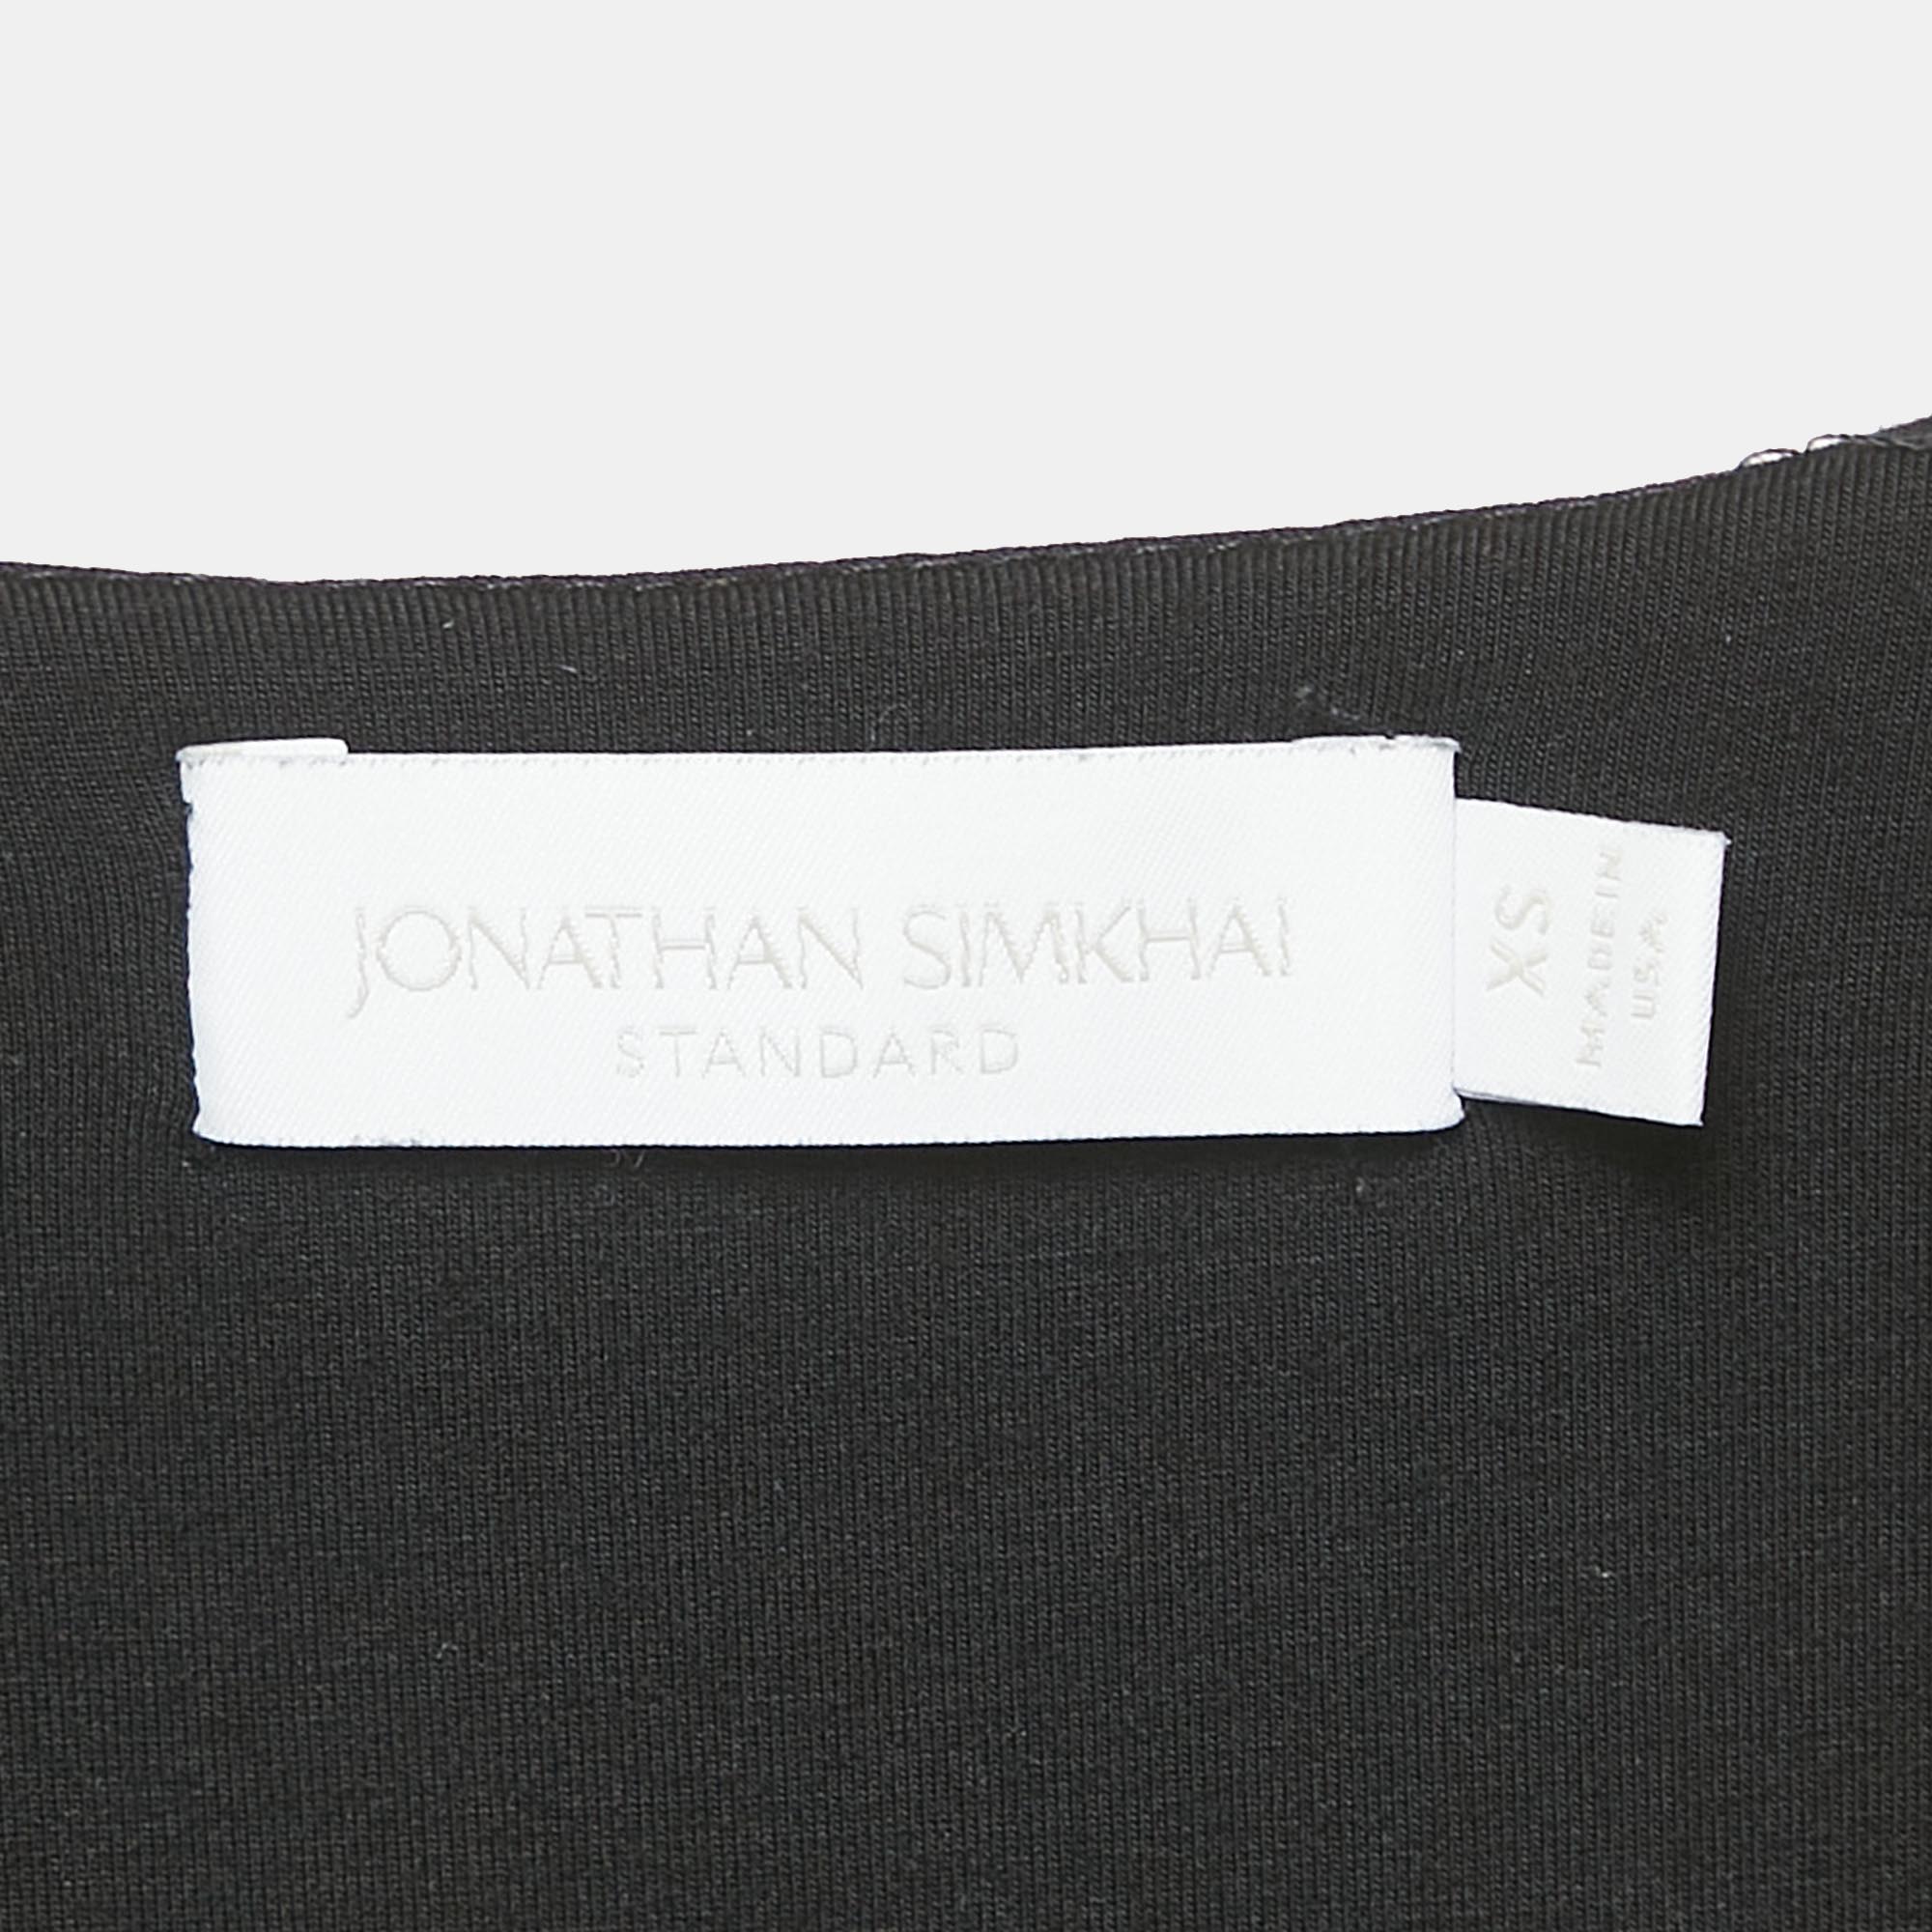 JONATHAN SIMKHAI
STANDARD
XS
MADE IN
USA